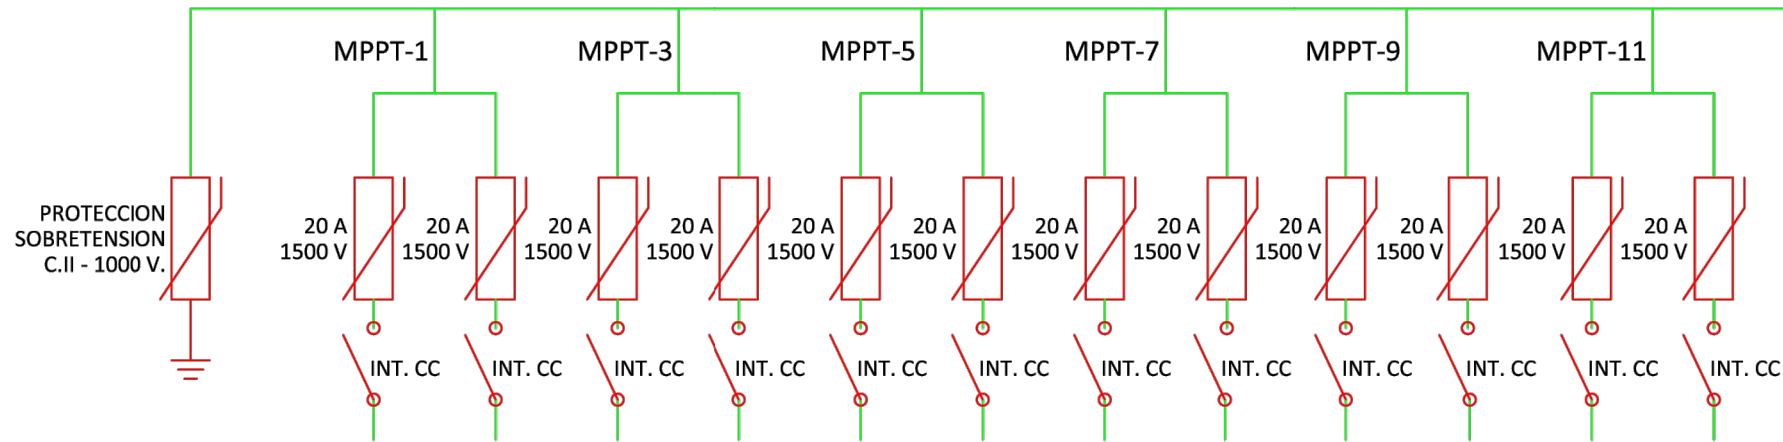 MPPT-1
MPPT-3
MPPT-5
MPPT-7
MPPT-9
MPPT-11
PROTECCION
SOBRETENSION
C.II - 1000 V.
20 A
1500 V
20 A
1500 V
20 A
1500 V
20 A
1500 V
20 A
1500 V
20 A
1500 V
20 A
1500 V
20 A
1500 V
20 A
1500 V
20 A
1500 V
20 A
1500 V
20 A
1500 V
INT. CC
INT. CC
INT. CC
INT. CC
INT. CC
INT. CC
INT. CC
INT. CC
INT. CC
INT. CC
INT. CC
INT. CC